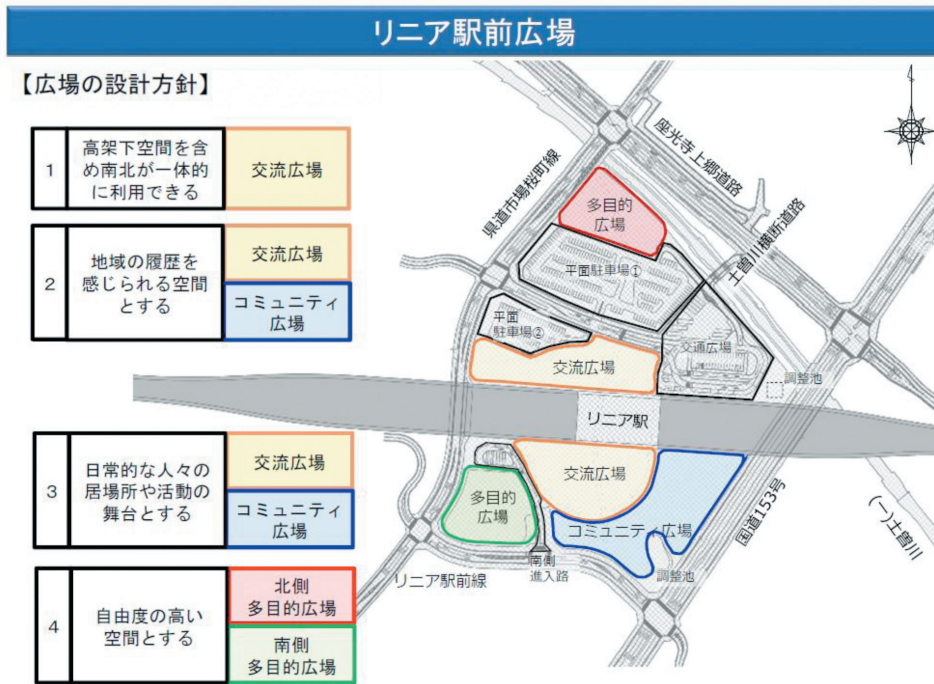 リニア駅前広場
【広場の設計方針】
1
高架下空間を含
め南北が一体的
に利用できる
交流広場
2
地域の履歴を
感じられる空間
とする
交流広場
コミュニティ
広場
3
日常的な人々の
居場所や活動の
舞台とする
交流広場
コミュニティ
広場
4
自由度の高い
空間とする
北側
多目的広場
南側
多目的広場
県道市場桜町線
座光寺上郷道路
土曽川横断道路
多目的
広場
平面駐車場①
平面
駐車場②
交通広場
交流広場
調整池
リニア駅
交流広場
多目的
広場
コミュニティ広場
国道153号
(一)土曽川
南側
進入路
リニア駅前線
調整池